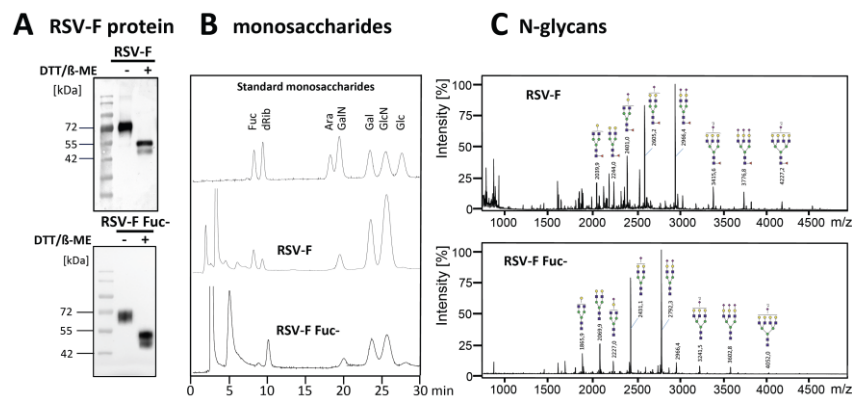 A RSV-F protein
RSV-F
DTT/ß-ME - +
[kDa]
72
55
42
RSV-F Fuc-
DTT/ß-ME - +
[kDa]
72
55
42
B monosaccharides
Standard monosaccharides
Fuc
dRib
Ara
GalN
Gal
GlcN
Glc
RSV-F
RSV-F Fuc-
0 5 10 15 20 25 30 min
C N-glycans
Intensity [%]
100
75
50
25
0
RSV-F
2039,9
2244,0
2401,0
2605,2
2966,4
3415,6
3776,8
4227,2
1000 1500 2000 2500 3000 3500 4000 4500 m/z
Intensity [%]
100
75
50
25
0
RSV-F Fuc-
2069,9
2227,0
2431,1
2792,3
2966,4
3241,5
3602,8
4052,0
1000 1500 2000 2500 3000 3500 4000 4500 m/z